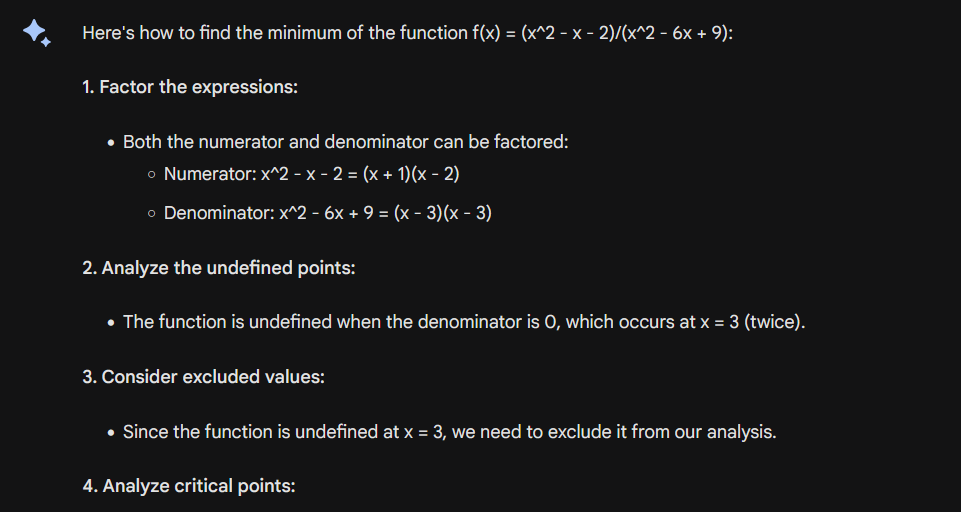 Here's how to find the minimum of the function f(x) = (x^2 - x - 2)/(x^2 - 6x + 9):
1. Factor the expressions:
• Both the numerator and denominator can be factored:
○ Numerator: x^2 - x - 2 = (x + 1)(x - 2)
○ Denominator: x^2 - 6x + 9 = (x - 3)(x - 3)
2. Analyze the undefined points:
• The function is undefined when the denominator is 0, which occurs at x = 3 (twice).
3. Consider excluded values:
• Since the function is undefined at x = 3, we need to exclude it from our analysis.
4. Analyze critical points: